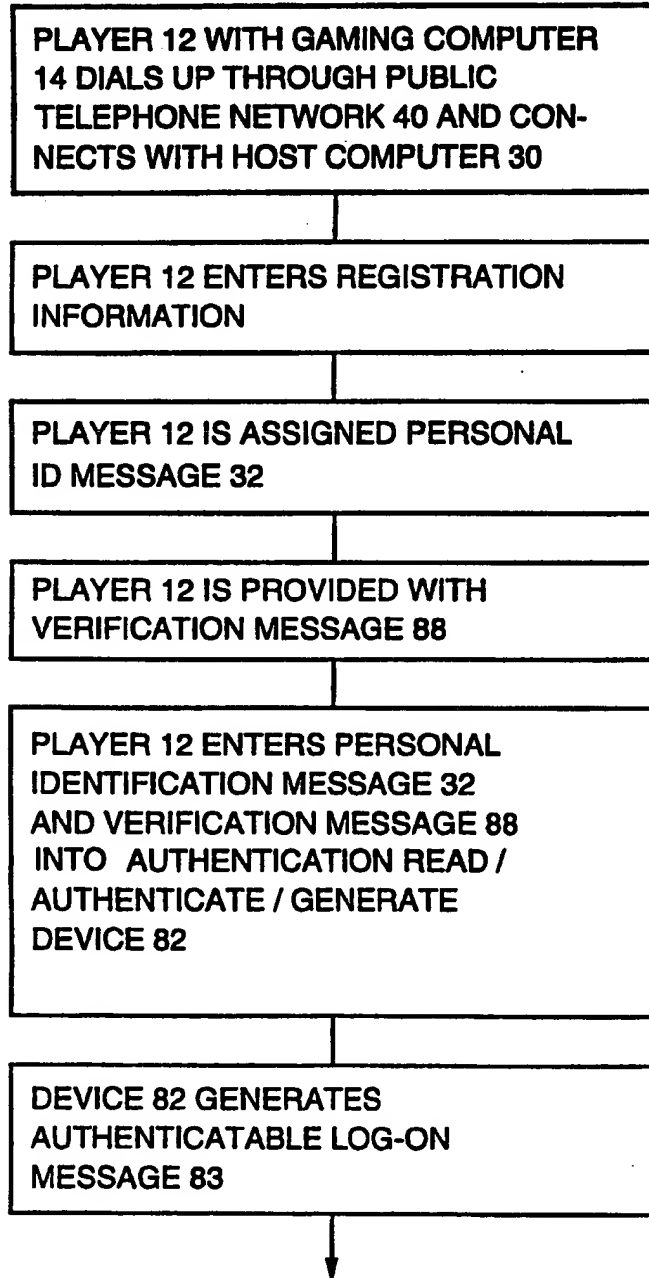 PLAYER 12 WITH GAMING COMPUTER
14 DIALS UP THROUGH PUBLIC
TELEPHONE NETWORK 40 AND CON-
NECTS WITH HOST COMPUTER 30
PLAYER 12 ENTERS REGISTRATION
INFORMATION
PLAYER 12 IS ASSIGNED PERSONAL
ID MESSAGE 32
PLAYER 12 IS PROVIDED WITH
VERIFICATION MESSAGE 88
PLAYER 12 ENTERS PERSONAL
IDENTIFICATION MESSAGE 32
AND VERIFICATION MESSAGE 88
INTO AUTHENTICATION READ /
AUTHENTICATE / GENERATE
DEVICE 82
DEVICE 82 GENERATES
AUTHENTICATABLE LOG-ON
MESSAGE 83